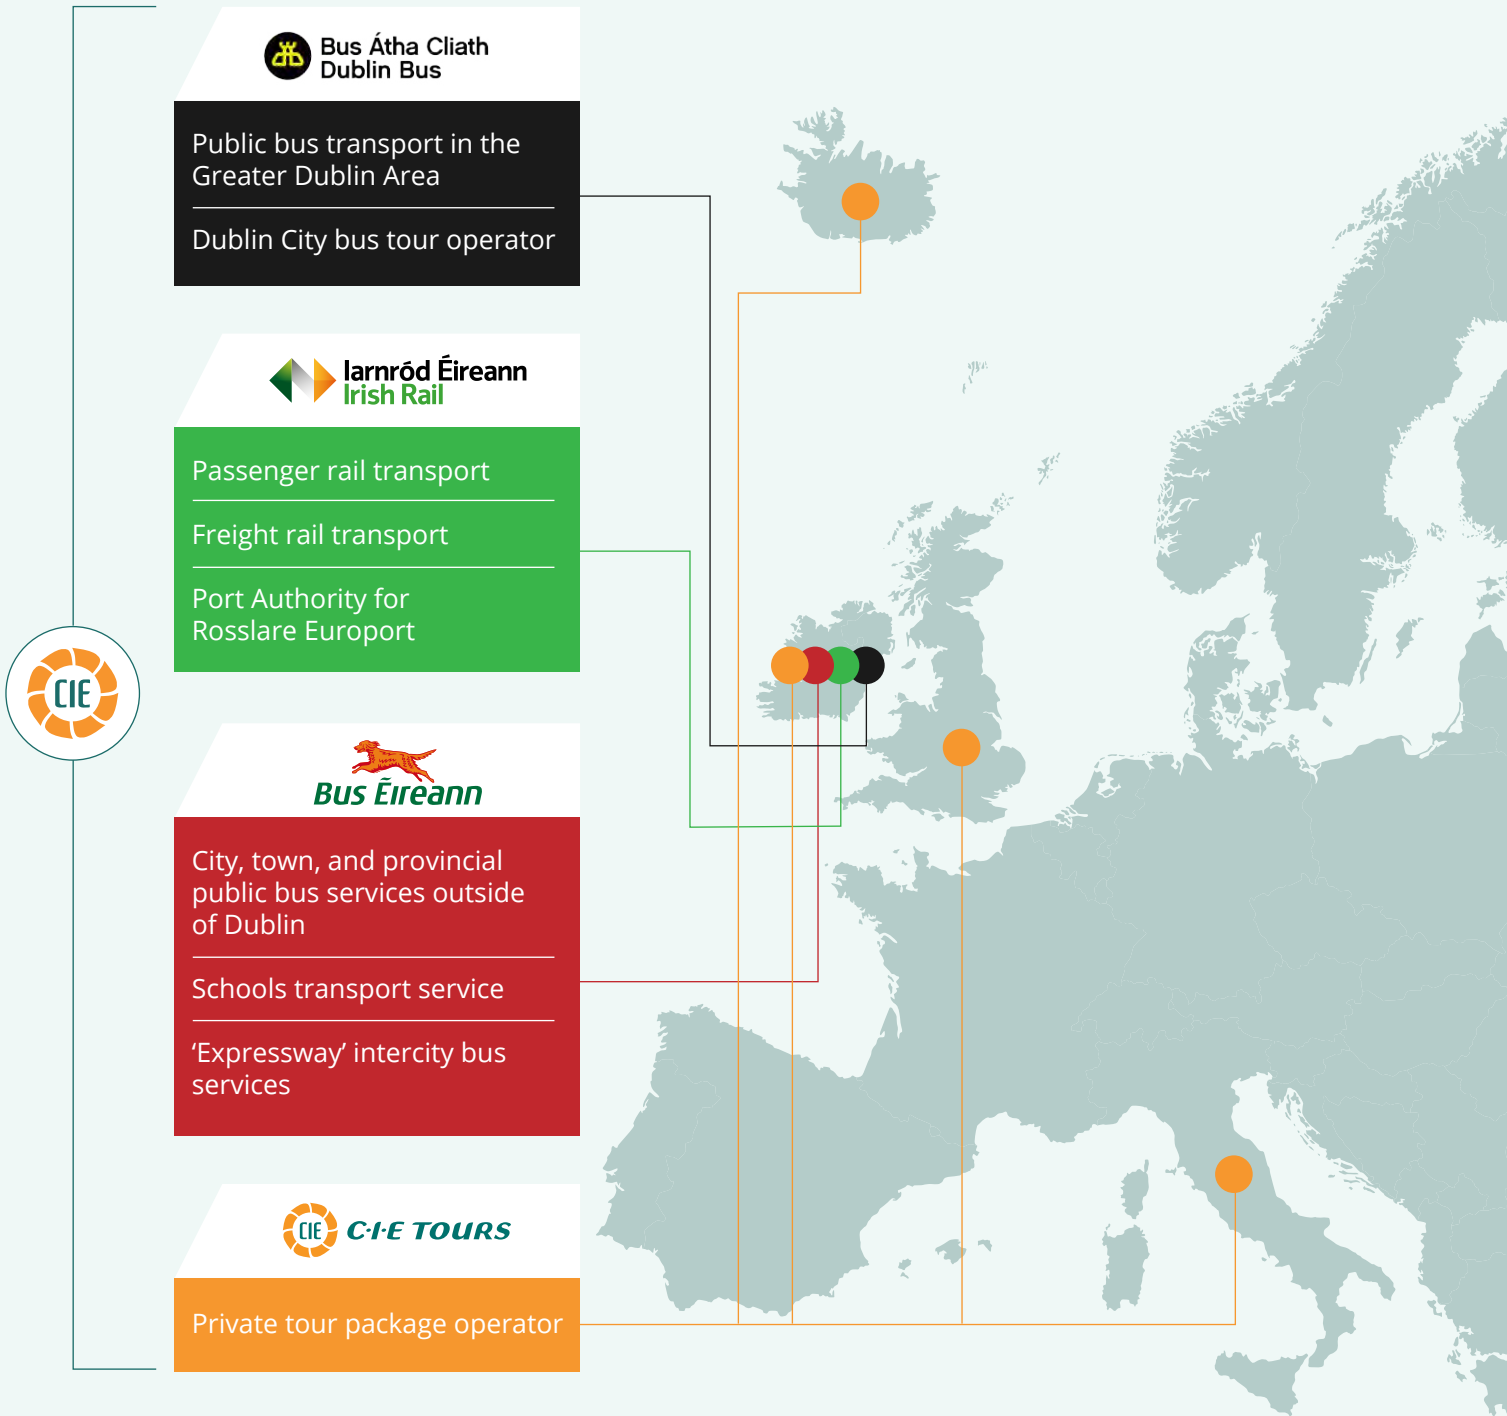 Bus Átha Cliath
Dublin Bus
Public bus transport in the
Greater Dublin Area
Dublin City bus tour operator
Iarnród Éireann
Irish Rail
Passenger rail transport
Freight rail transport
Port Authority for
Rosslare Europort
CIE
Bus Éireann
City, town, and provincial
public bus services outside
of Dublin
Schools transport service
‘Expressway’ intercity bus
services
CIE C·I·E TOURS
Private tour package operator